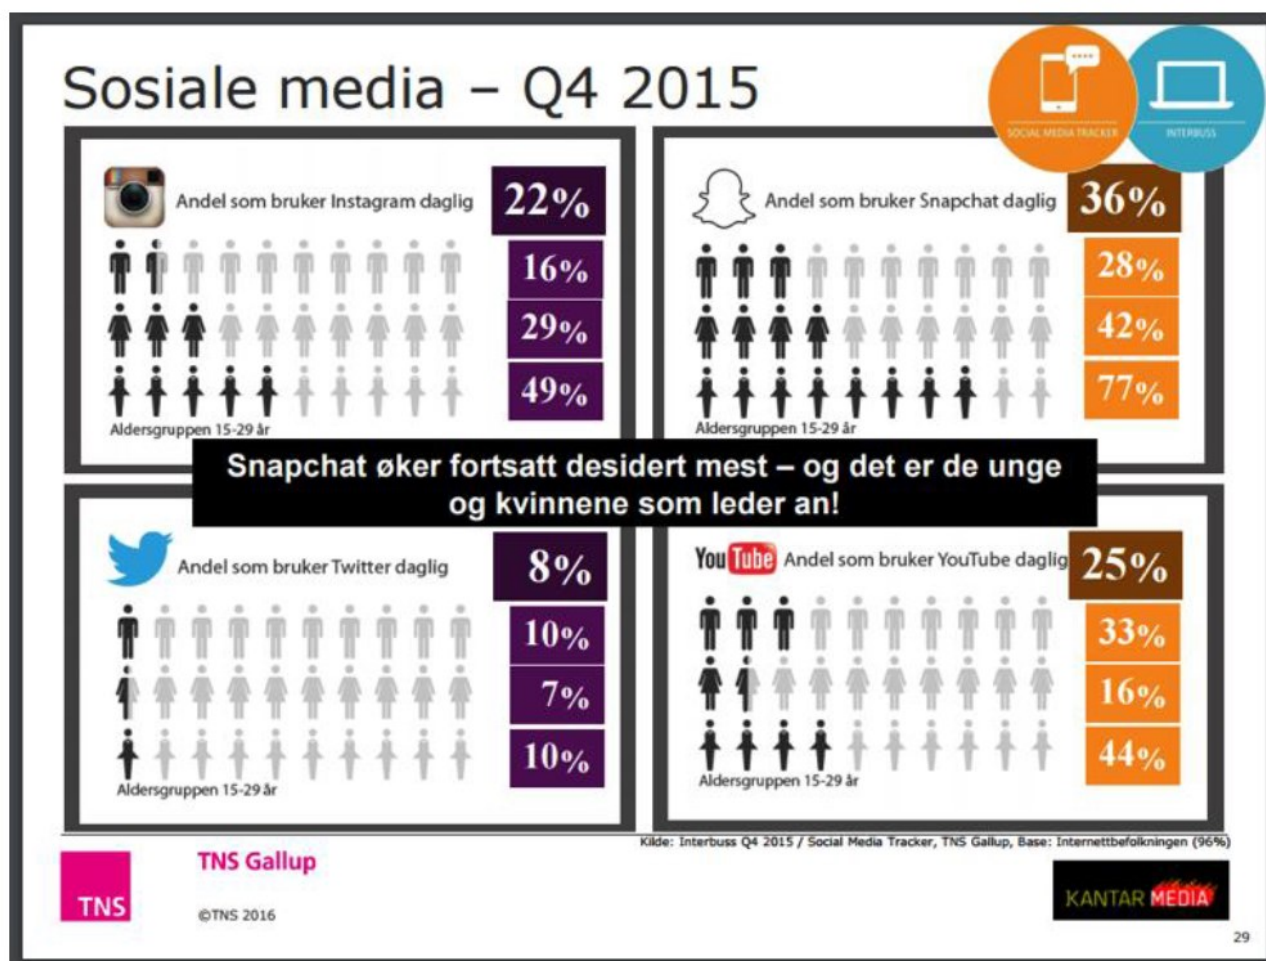 Sosiale media – Q4 2015
SOCIAL MEDIA TRACKER
INTERBUSS
Andel som bruker Instagram daglig 22%
16%
29%
49%
Aldersgruppen 15-29 år
Andel som bruker Snapchat daglig 36%
28%
42%
77%
Aldersgruppen 15-29 år
Snapchat øker fortsatt desidert mest – og det er de unge
og kvinnene som leder an!
Andel som bruker Twitter daglig 8%
10%
7%
10%
Aldersgruppen 15-29 år
YouTube Andel som bruker YouTube daglig 25%
33%
16%
44%
Aldersgruppen 15-29 år
Kilde: Interbuss Q4 2015 / Social Media Tracker, TNS Gallup, Base: Internettbefolkningen (96%)
TNS
TNS Gallup
©TNS 2016
KANTAR MEDIA
29